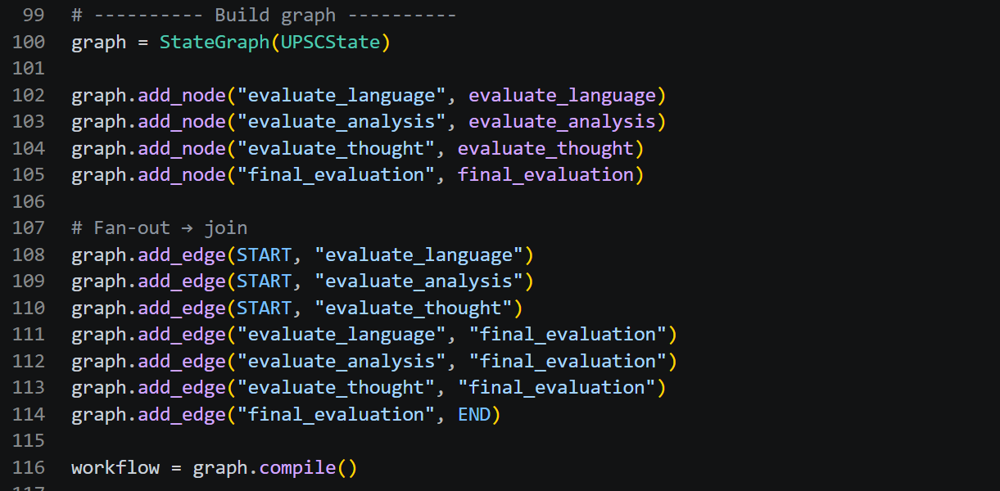 99 # ---------- Build graph ----------
100 graph = StateGraph(UPSCState)
101
102 graph.add_node("evaluate_language", evaluate_language)
103 graph.add_node("evaluate_analysis", evaluate_analysis)
104 graph.add_node("evaluate_thought", evaluate_thought)
105 graph.add_node("final_evaluation", final_evaluation)
106
107 # Fan-out → join
108 graph.add_edge(START, "evaluate_language")
109 graph.add_edge(START, "evaluate_analysis")
110 graph.add_edge(START, "evaluate_thought")
111 graph.add_edge("evaluate_language", "final_evaluation")
112 graph.add_edge("evaluate_analysis", "final_evaluation")
113 graph.add_edge("evaluate_thought", "final_evaluation")
114 graph.add_edge("final_evaluation", END)
115
116 workflow = graph.compile()